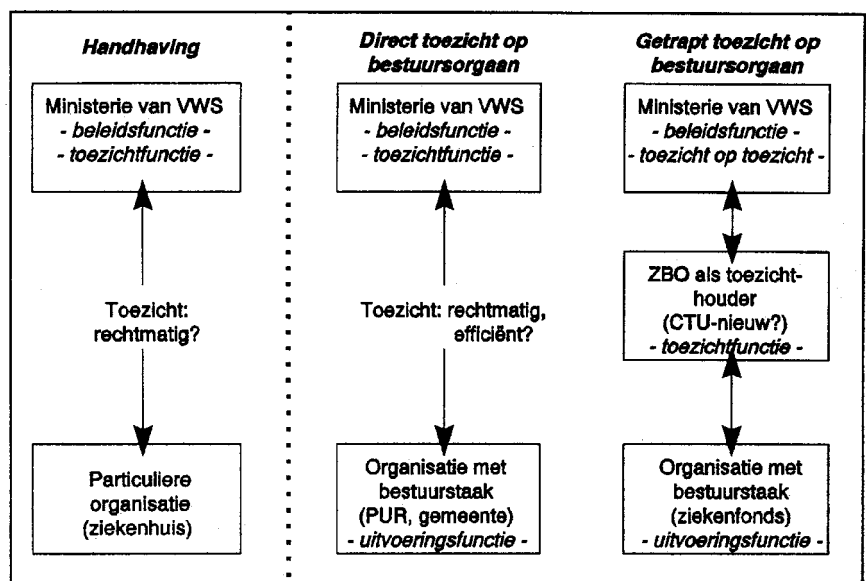 Handhaving
Ministerie van VWS
- beleidsfunctie -
- toezichtfunctie -
Toezicht:
rechtmatig?
Particuliere
organisatie
(ziekenhuis)
Direct toezicht op
bestuursorgaan
Ministerie van VWS
- beleidsfunctie -
- toezichtfunctie -
Toezicht: rechtmatig,
efficiënt?
Organisatie met
bestuurstaak
(PUR, gemeente)
- uitvoeringsfunctie -
Getrapt toezicht op
bestuursorgaan
Ministerie van VWS
- beleidsfunctie -
- toezicht op toezicht -
ZBO als toezicht-
houder
(CTU-nieuw?)
- toezichtfunctie -
Organisatie met
bestuurstaak
(ziekenfonds)
- uitvoeringsfunctie -